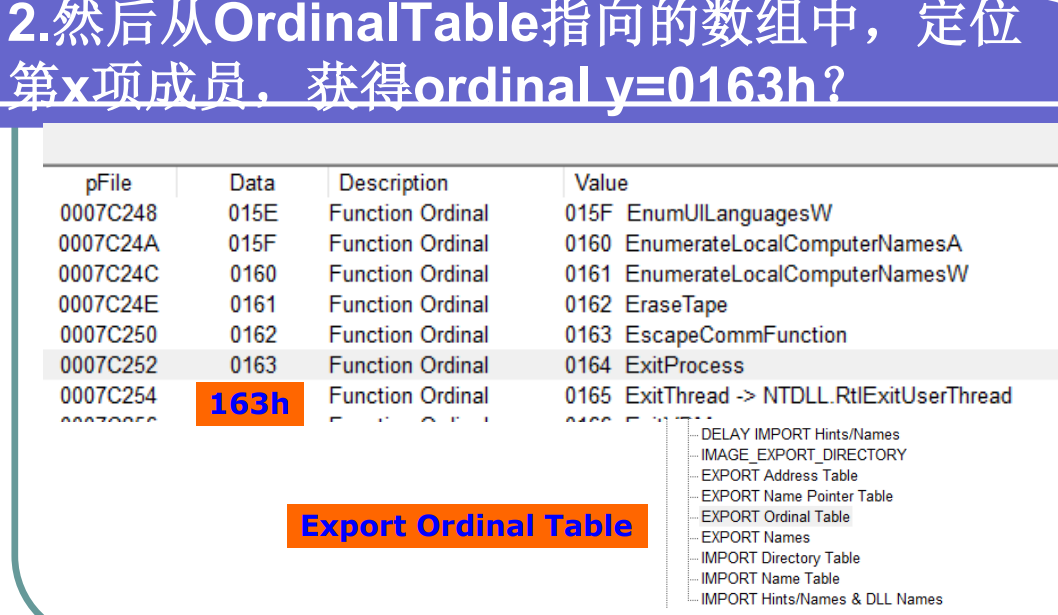 2.然后从OrdinalTable指向的数组中，定位
第x项成员，获得ordinal y=0163h？
pFile Data Description Value
0007C248 015E Function Ordinal 015F EnumUILanguagesW
0007C24A 015F Function Ordinal 0160 EnumerateLocalComputerNamesA
0007C24C 0160 Function Ordinal 0161 EnumerateLocalComputerNamesW
0007C24E 0161 Function Ordinal 0162 EraseTape
0007C250 0162 Function Ordinal 0163 EscapeCommFunction
0007C252 0163 Function Ordinal 0164 ExitProcess
0007C254 Function Ordinal 0165 ExitThread -> NTDLL.RtlExitUserThread
163h
DELAY IMPORT Hints/Names
IMAGE_EXPORT_DIRECTORY
EXPORT Address Table
EXPORT Name Pointer Table
EXPORT Ordinal Table
EXPORT Names
IMPORT Directory Table
IMPORT Name Table
IMPORT Hints/Names & DLL Names
Export Ordinal Table